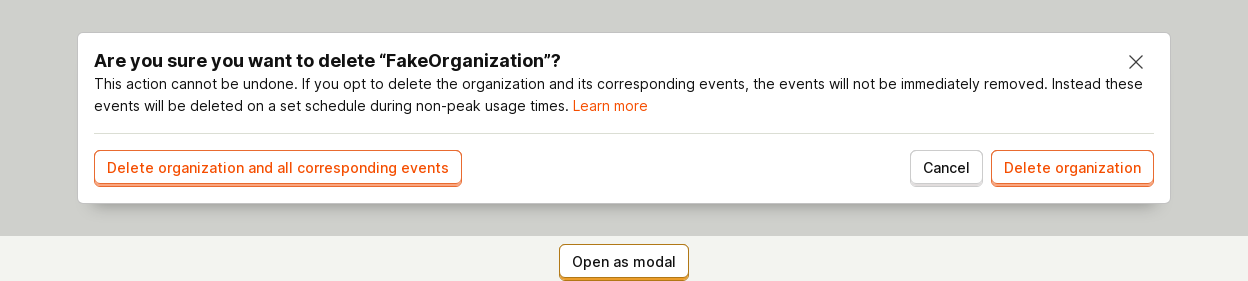 Are you sure you want to delete “FakeOrganization”?
This action cannot be undone. If you opt to delete the organization and its corresponding events, the events will not be immediately removed. Instead these
events will be deleted on a set schedule during non-peak usage times. Learn more
Delete organization and all corresponding events
Cancel
Delete organization
Open as modal